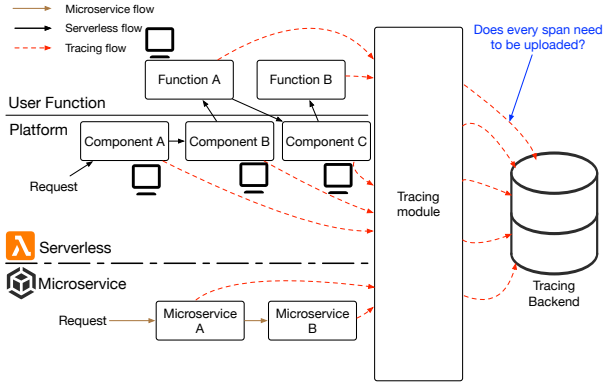 Microservice flow
Serverless flow
Tracing flow
Does every span need
to be uploaded?
Function A
Function B
User Function
Platform
Component A
Component B
Component C
Request
Tracing
module
Serverless
Microservice
Tracing
Backend
Request
Microservice
A
Microservice
B